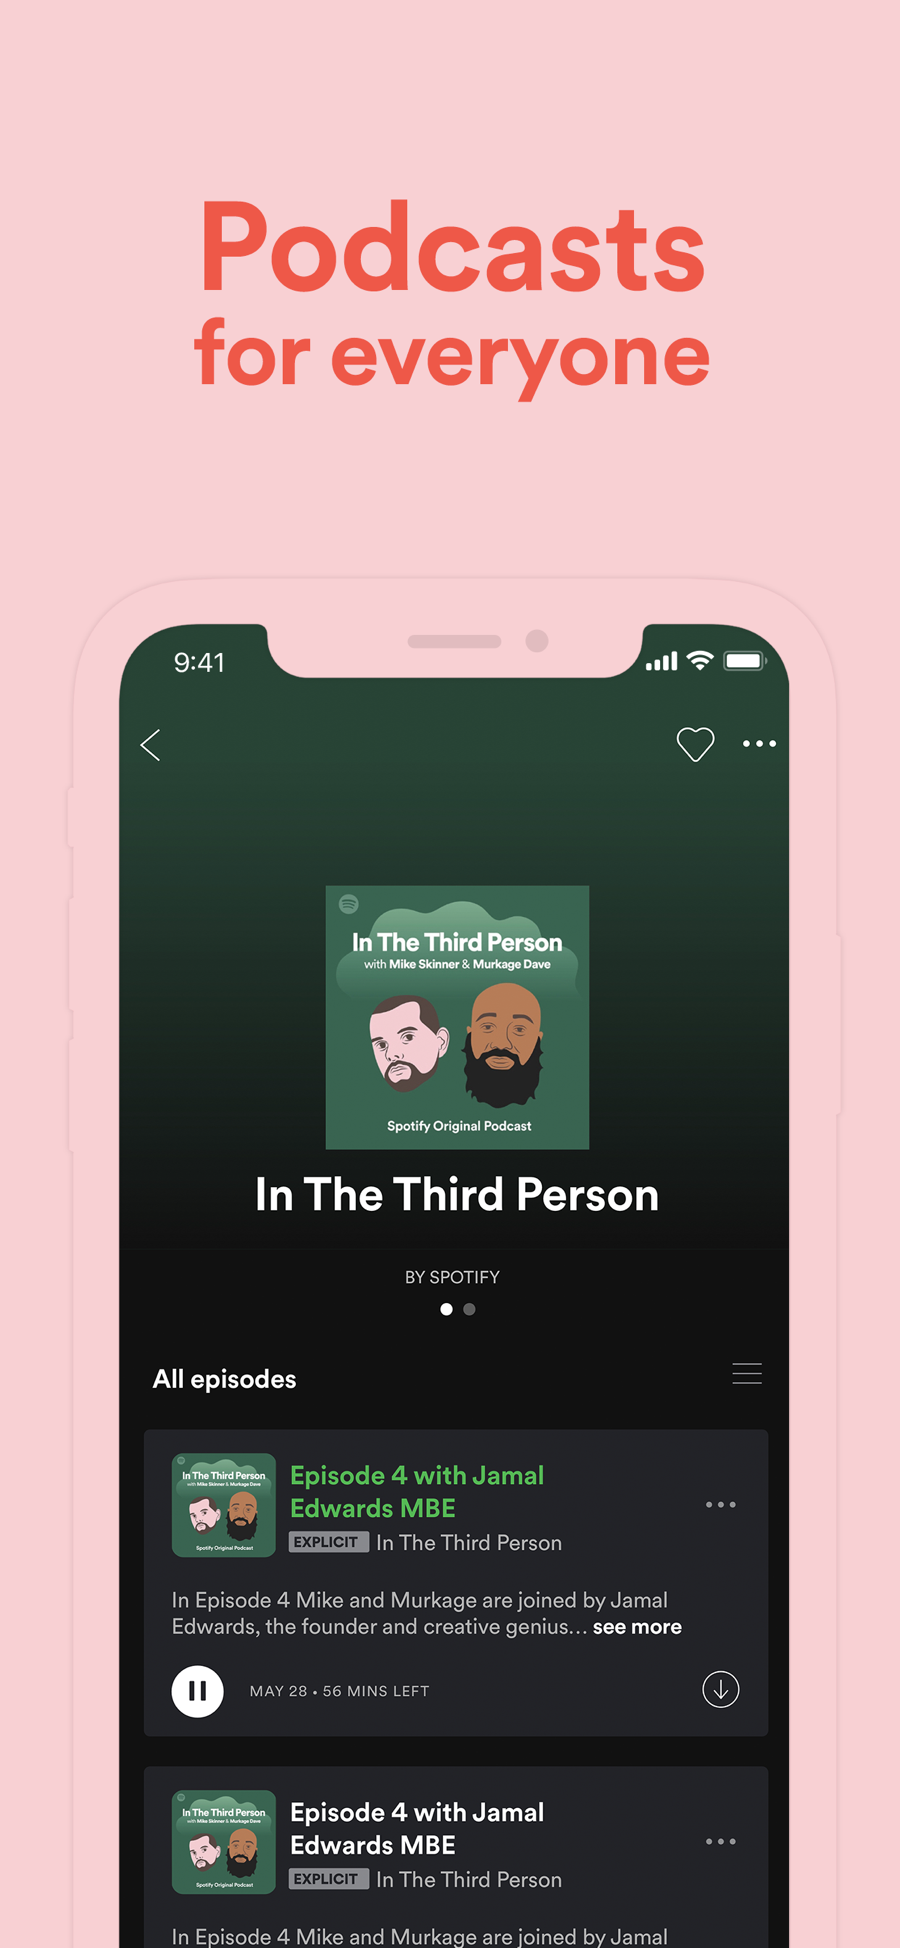 Podcasts
for everyone
9:41
In The Third Person
with Mike Skinner & Murkage Dave
Spotify Original Podcast
In The Third Person
BY SPOTIFY
All episodes
In The Third Person
with Mike Skinner & Murkage Dave
Spotify Original Podcast
Episode 4 with Jamal
Edwards MBE
EXPLICIT In The Third Person
In Episode 4 Mike and Murkage are joined by Jamal
Edwards, the founder and creative genius... see more
MAY 28 • 56 MINS LEFT
In The Third Person
with Mike Skinner & Murkage Dave
Spotify Original Podcast
Episode 4 with Jamal
Edwards MBE
EXPLICIT In The Third Person
In Episode 4 Mike and Murkage are joined by Jamal